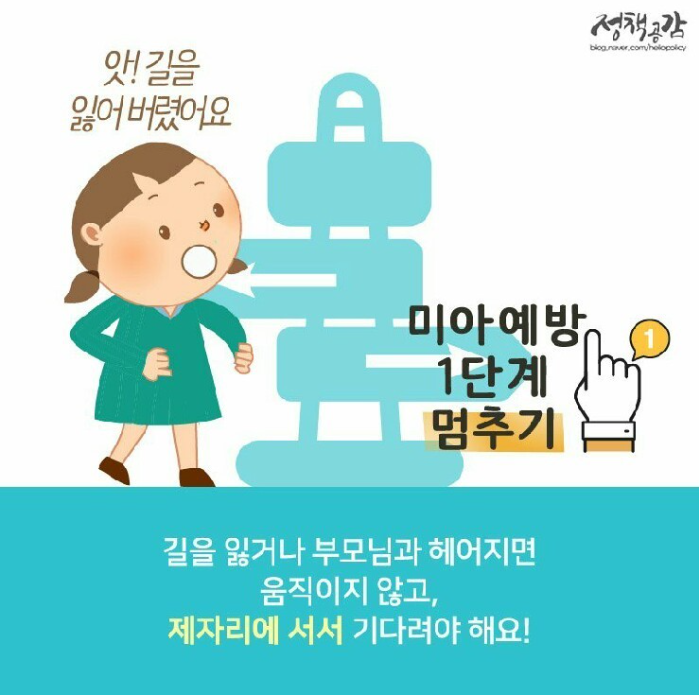 정책공감
blog.naver.com/hellopolicy
앗! 길을
잃어 버렸어요
미아예방
1단계
멈추기
1
길을 잃거나 부모님과 헤어지면
움직이지 않고,
제자리에 서서 기다려야 해요!